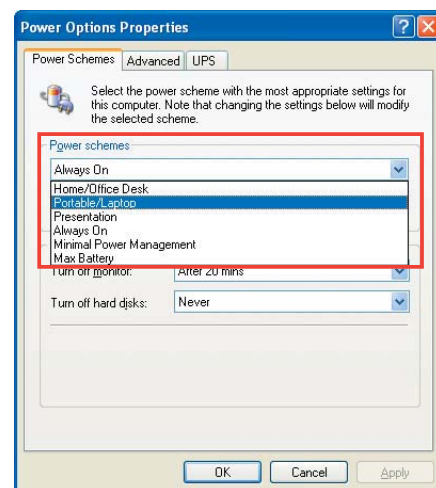 Power Options Properties
Power Schemes Advanced UPS
Select the power scheme with the most appropriate settings for
this computer. Note that changing the settings below will modify
the selected scheme.
Power schemes
Always On
Home/Office Desk
Portable/Laptop
Presentation
Always On
Minimal Power Management
Max Battery
Turn off monitor: After 20 mins
Turn off hard disks: Never
OK Cancel Apply